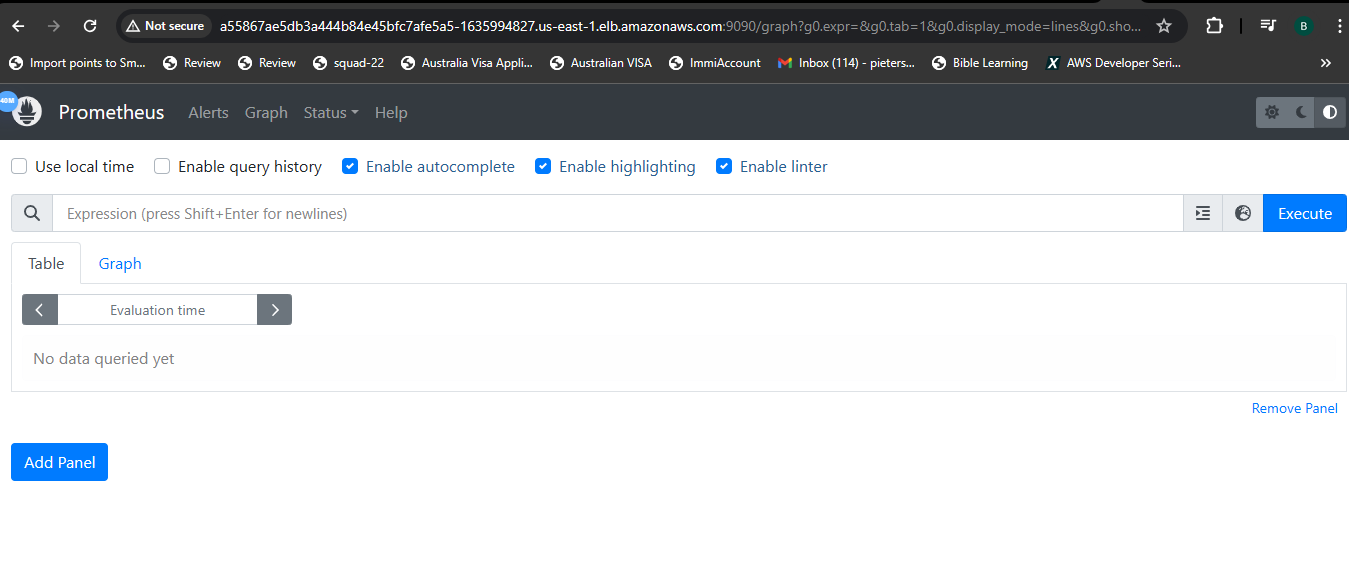 Not secure a55867ae5db3a444b84e45bfc7afe5a5-1635994827.us-east-1.elb.amazonaws.com:9090/graph?g0.expr=&g0.tab=1&g0.display_mode=lines&g0.sho... B
Import points to Sm... Review Review squad-22 Australia Visa Appli... Australian VISA ImmiAccount Inbox (114) - pieters... Bible Learning X AWS Developer Seri... »
40M Prometheus Alerts Graph Status Help
Use local time Enable query history Enable autocomplete Enable highlighting Enable linter
Expression (press Shift+Enter for newlines) Execute
Table Graph
Evaluation time
No data queried yet
Remove Panel
Add Panel